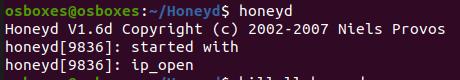 osboxes@osboxes:~/Honeyd$ honeyd
Honeyd V1.6d Copyright (c) 2002-2007 Niels Provos
honeyd[9836]: started with
honeyd[9836]: ip_open